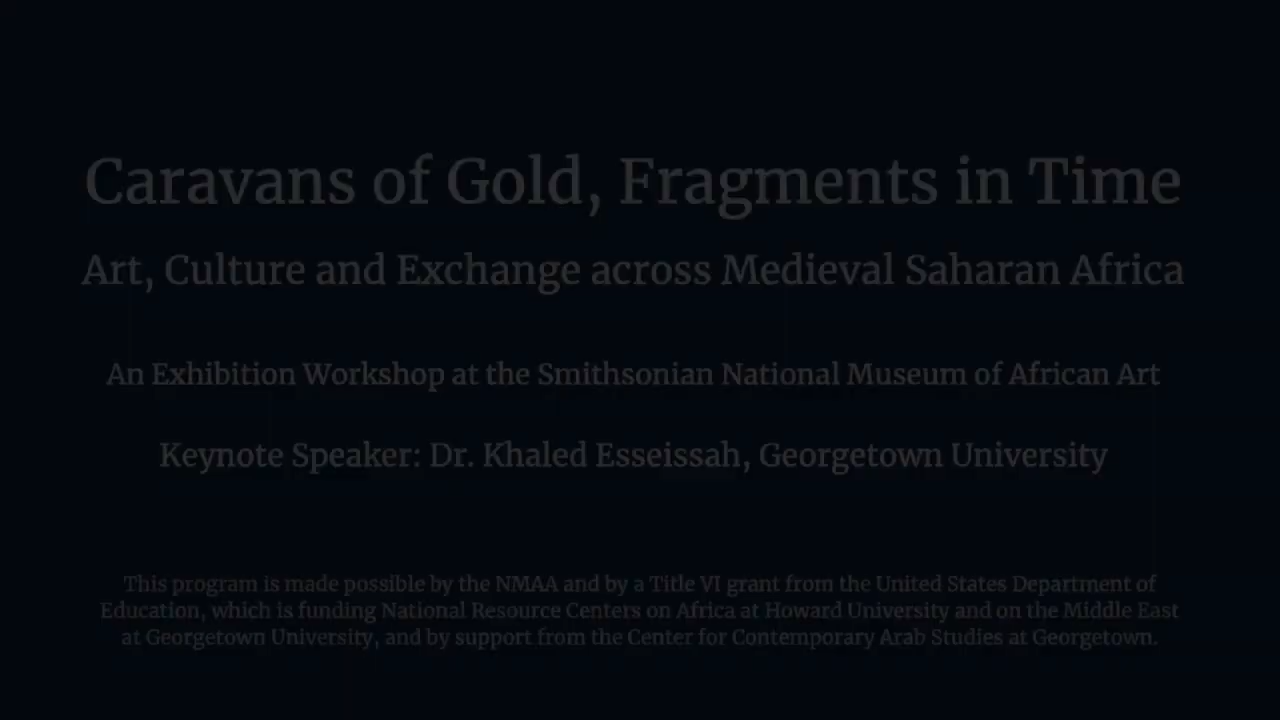 Caravans of Gold, Fragments in Time
Art, Culture and Exchange across Medieval Saharan Africa
An Exhibition Workshop at the Smithsonian National Museum of African Art
Keynote Speaker: Dr. Khaled Esseissah, Georgetown University
This program is made possible by the NMAA and by a Title VI grant from the United States Department of
Education, which is funding National Resource Centers on Africa at Howard University and on the Middle East
at Georgetown University, and by support from the Center for Contemporary Arab Studies at Georgetown.